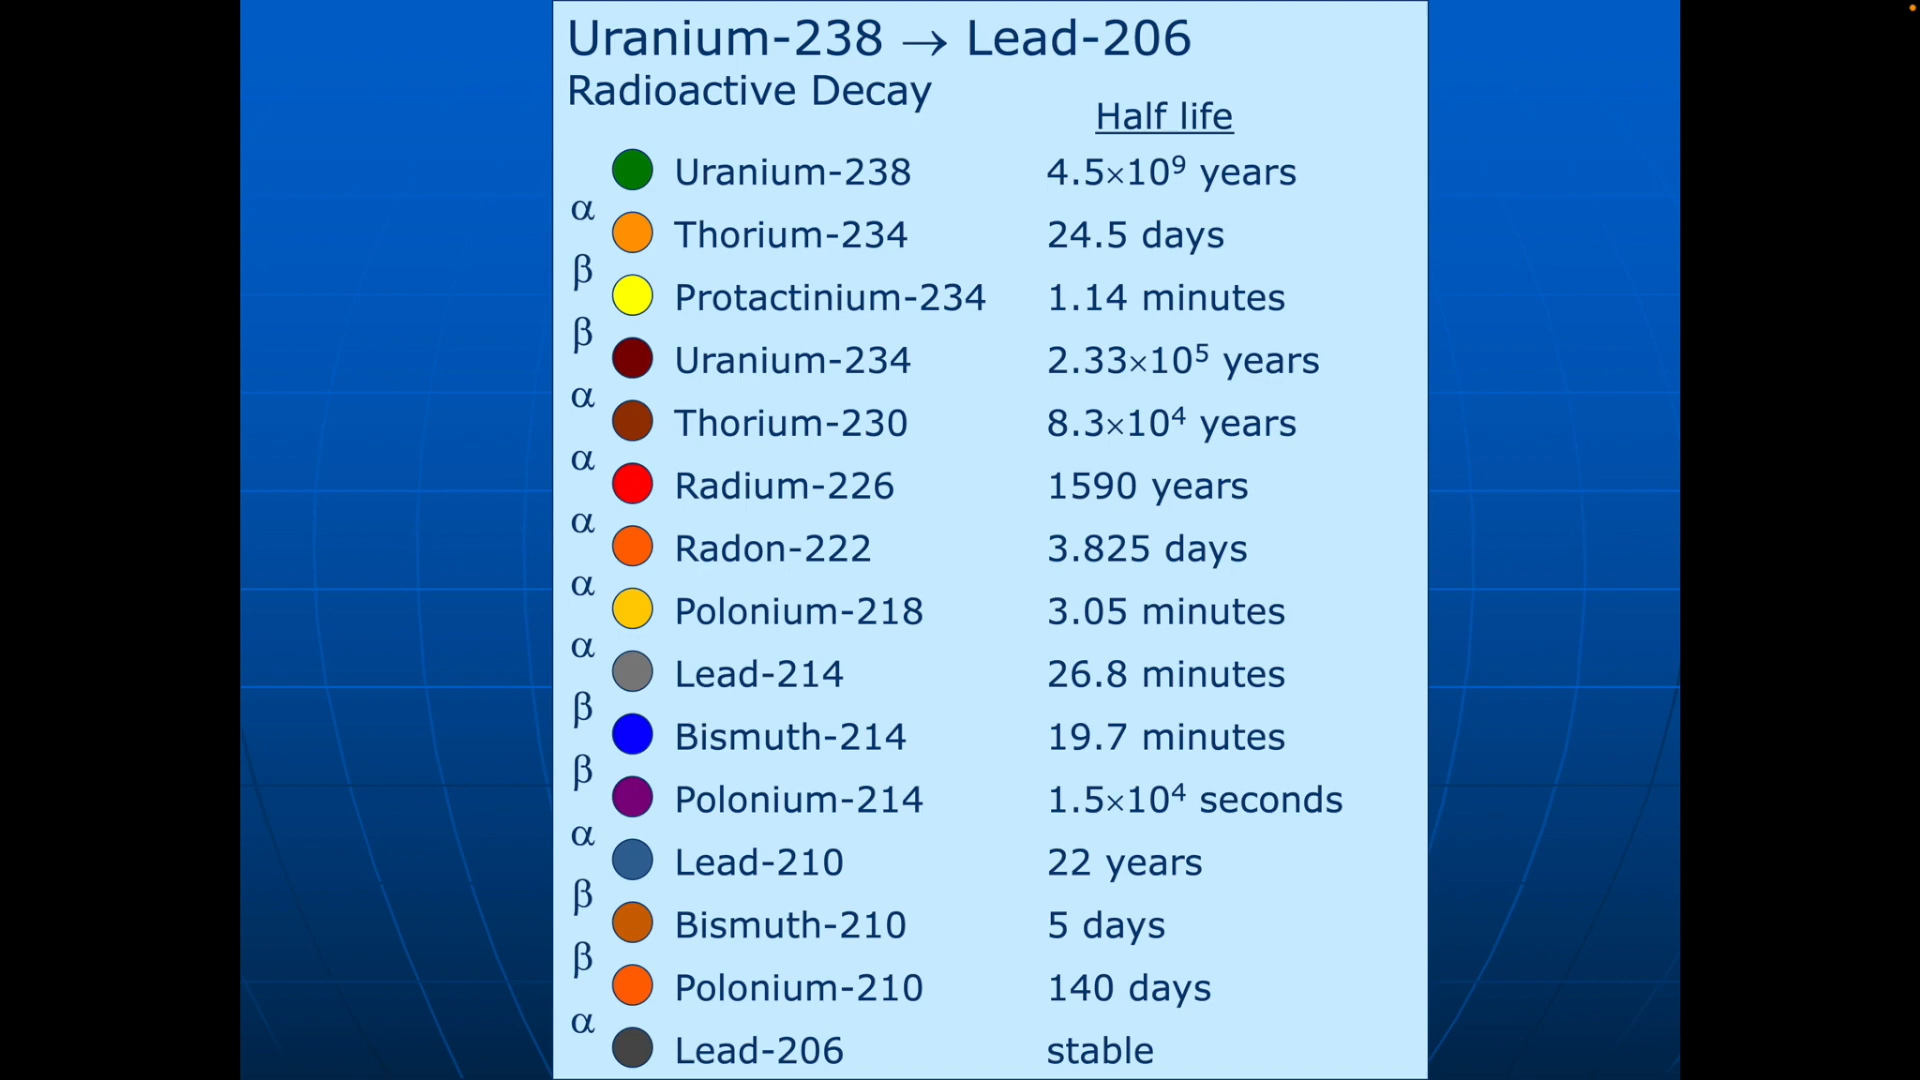 Uranium-238 → Lead-206
Radioactive Decay
Half life
Uranium-238 4.5×10⁹ years
α
Thorium-234 24.5 days
β
Protactinium-234 1.14 minutes
β
Uranium-234 2.33×10⁵ years
α
Thorium-230 8.3×10⁴ years
α
Radium-226 1590 years
α
Radon-222 3.825 days
α
Polonium-218 3.05 minutes
α
Lead-214 26.8 minutes
β
Bismuth-214 19.7 minutes
β
Polonium-214 1.5×10⁴ seconds
α
Lead-210 22 years
β
Bismuth-210 5 days
β
Polonium-210 140 days
α
Lead-206 stable